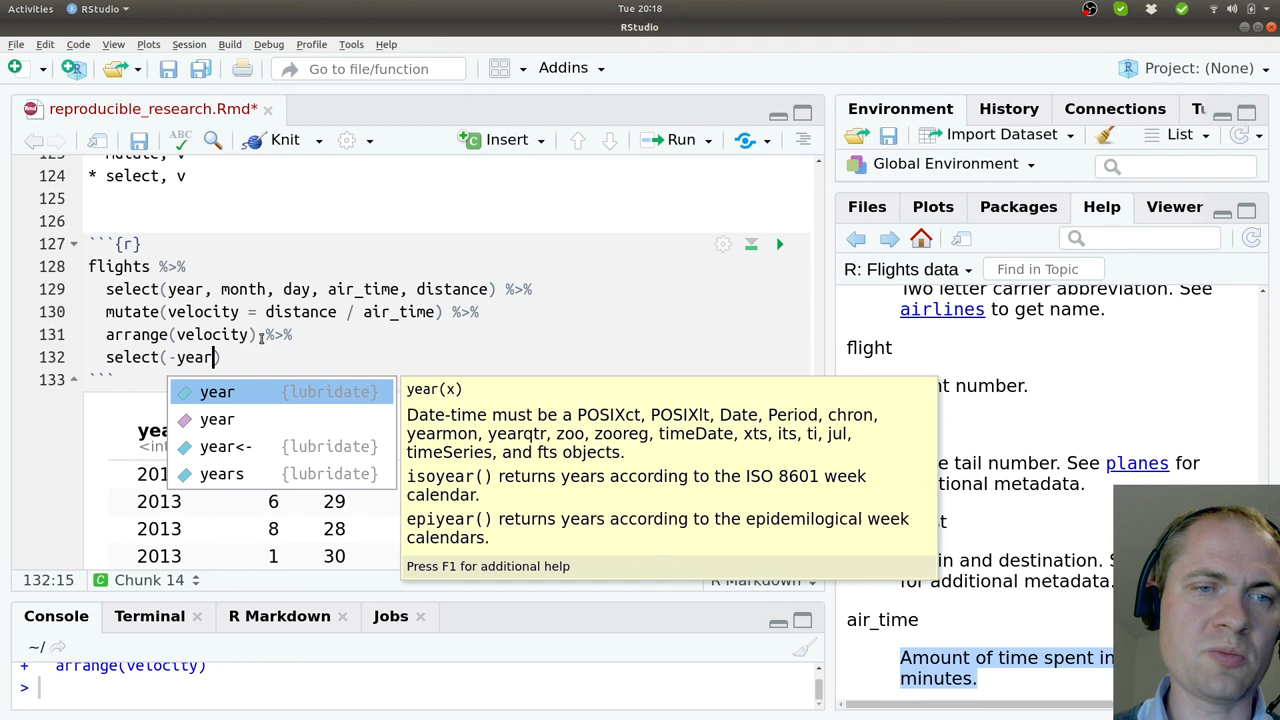 Activities RStudio Tue 20:18
RStudio
File Edit Code View Plots Session Build Debug Profile Tools Help
Go to file/function Addins Project: (None)
reproducible_research.Rmd*
ABC Knit Insert Run
124 * select, v
125
126
127 ```{r}
128 flights %>%
129 select(year, month, day, air_time, distance) %>%
130 mutate(velocity = distance / air_time) %>%
131 arrange(velocity) %>%
132 select(-year)
133 ```
year {lubridate}
year
year<- {lubridate}
years {lubridate}
year(x)
Date-time must be a POSIXct, POSIXlt, Date, Period, chron,
yearmon, yearqtr, zoo, zooreg, timeDate, xts, its, ti, jul,
timeSeries, and fts objects.
isoyear() returns years according to the ISO 8601 week
calendar.
epiyear() returns years according to the epidemilogical week
calendars.
Press F1 for additional help
2013 6 29
2013 8 28
2013 1 30
132:15 Chunk 14 R Markdown
Console Terminal R Markdown Jobs
~/
+ arrange(velocity)
>
Environment History Connections
Import Dataset List
Global Environment
Files Plots Packages Help Viewer
R: Flights data Find in Topic
Two letter carrier abbreviation. See
airlines to get name.
flight
number.
tail number. See planes for
metadata.
and destination.
for additional metadata.
air_time
Amount of time spent in
minutes.